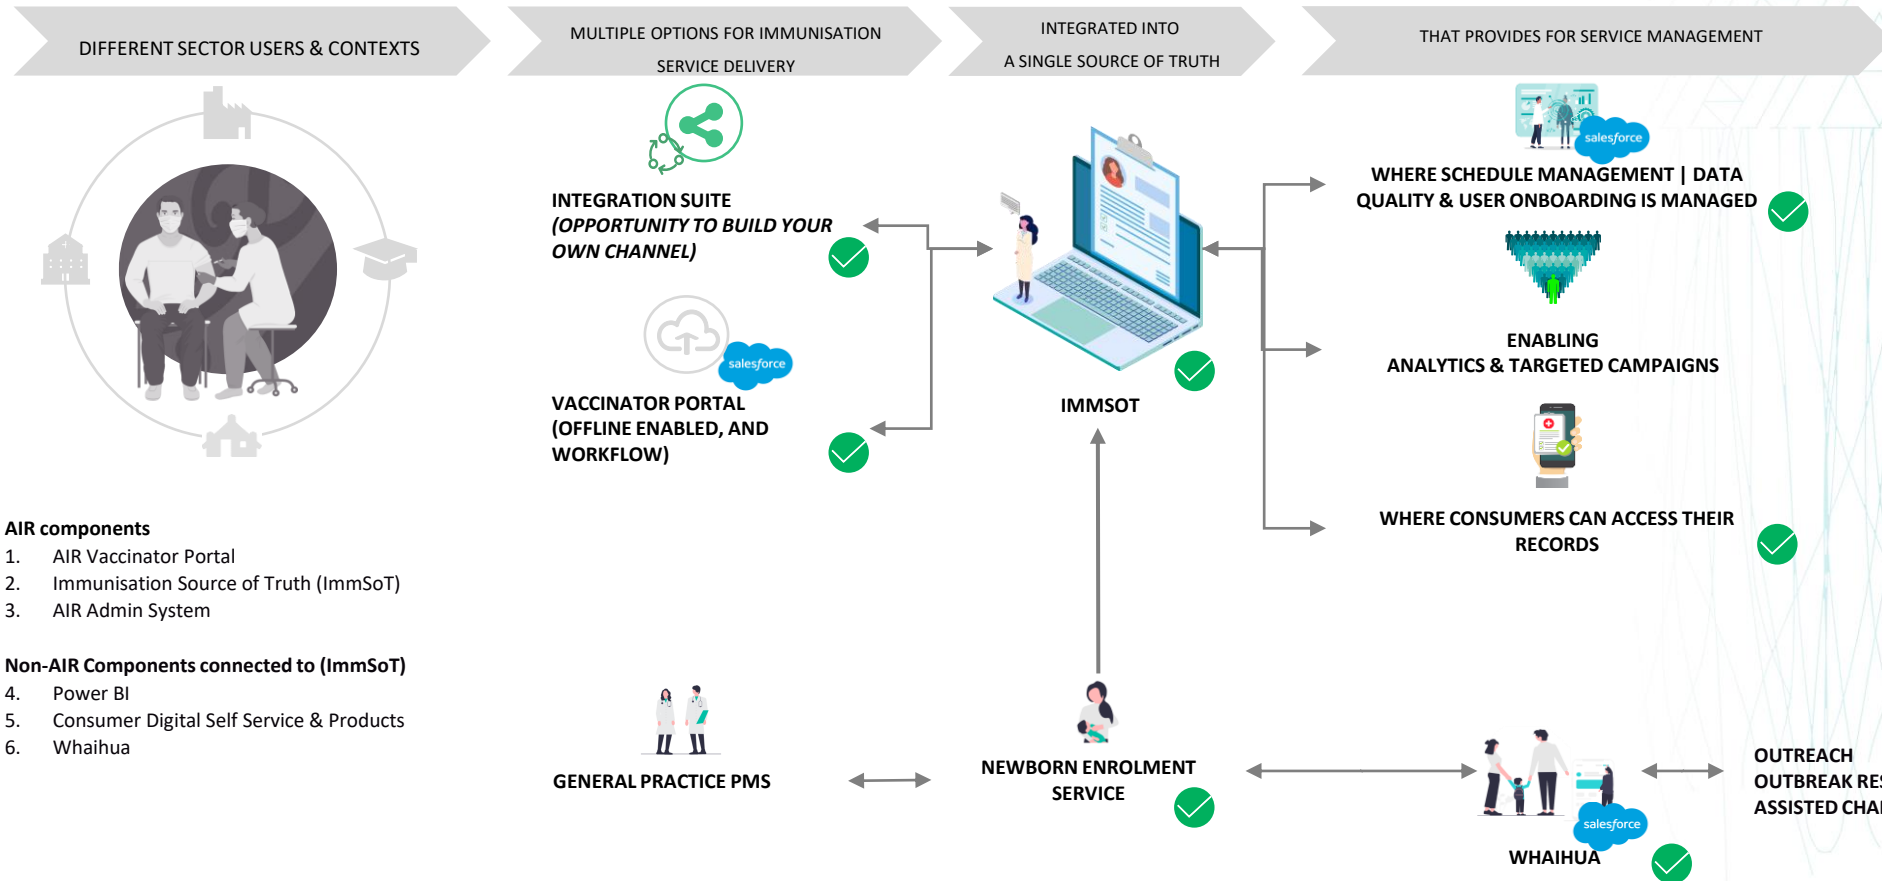 DIFFERENT SECTOR USERS & CONTEXTS
MULTIPLE OPTIONS FOR IMMUNISATION
SERVICE DELIVERY
INTEGRATED INTO
A SINGLE SOURCE OF TRUTH
THAT PROVIDES FOR SERVICE MANAGEMENT
INTEGRATION SUITE
(OPPORTUNITY TO BUILD YOUR
OWN CHANNEL)
salesforce
VACCINATOR PORTAL
(OFFLINE ENABLED, AND
WORKFLOW)
IMMSOT
salesforce
WHERE SCHEDULE MANAGEMENT | DATA
QUALITY & USER ONBOARDING IS MANAGED
ENABLING
ANALYTICS & TARGETED CAMPAIGNS
WHERE CONSUMERS CAN ACCESS THEIR
RECORDS
AIR components
1. AIR Vaccinator Portal
2. Immunisation Source of Truth (ImmSoT)
3. AIR Admin System
Non-AIR Components connected to (ImmSoT)
4. Power BI
5. Consumer Digital Self Service & Products
6. Whaihua
GENERAL PRACTICE PMS
NEWBORN ENROLMENT
SERVICE
salesforce
WHAIHUA
OUTREACH
OUTBREAK
ASSISTED